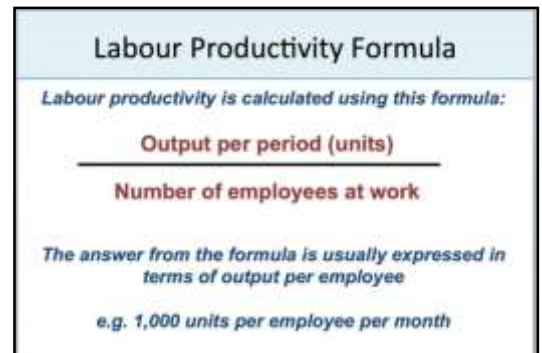 Labour Productivity Formula
Labour productivity is calculated using this formula:
Output per period (units)
Number of employees at work
The answer from the formula is usually expressed in
terms of output per employee
e.g. 1,000 units per employee per month